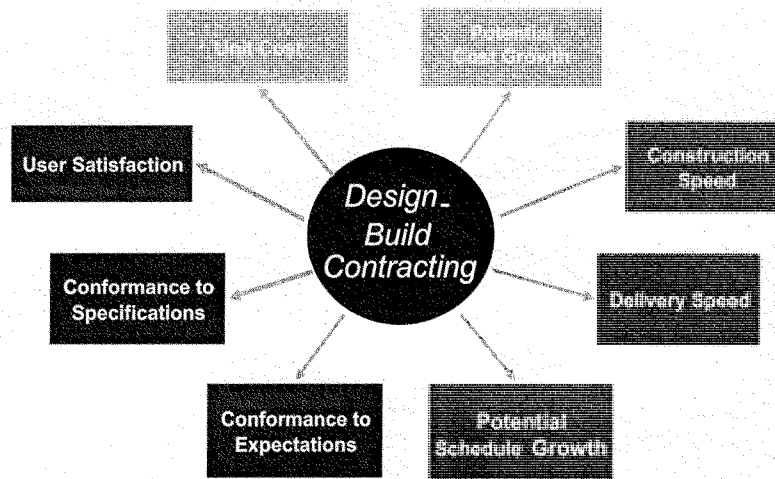 Unit Cost
Potential
Cost Growth
User Satisfaction
Construction
Speed
Design-
Build
Contracting
Conformance to
Specifications
Delivery Speed
Conformance to
Expectations
Potential
Schedule Growth